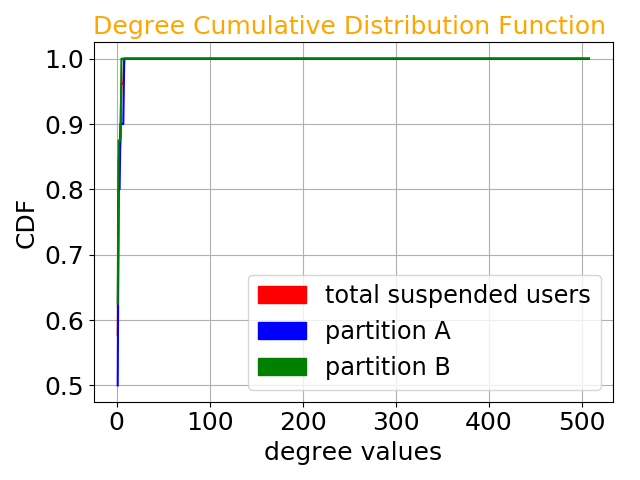 Degree Cumulative Distribution Function
1.0
0.9
0.8
0.7
0.6
0.5
CDF
total suspended users
partition A
partition B
0 100 200 300 400 500
degree values